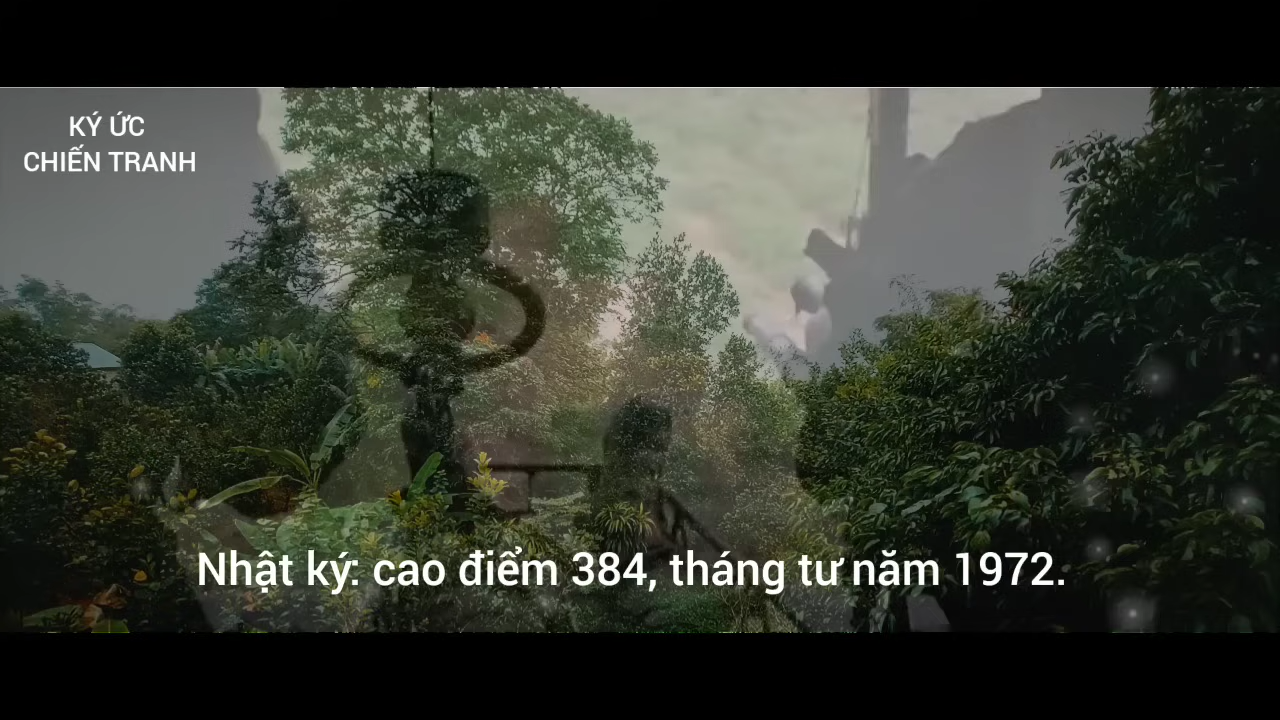 KÝ ỨC
CHIẾN TRANH
Nhật ký: cao điểm 384, tháng tư năm 1972.